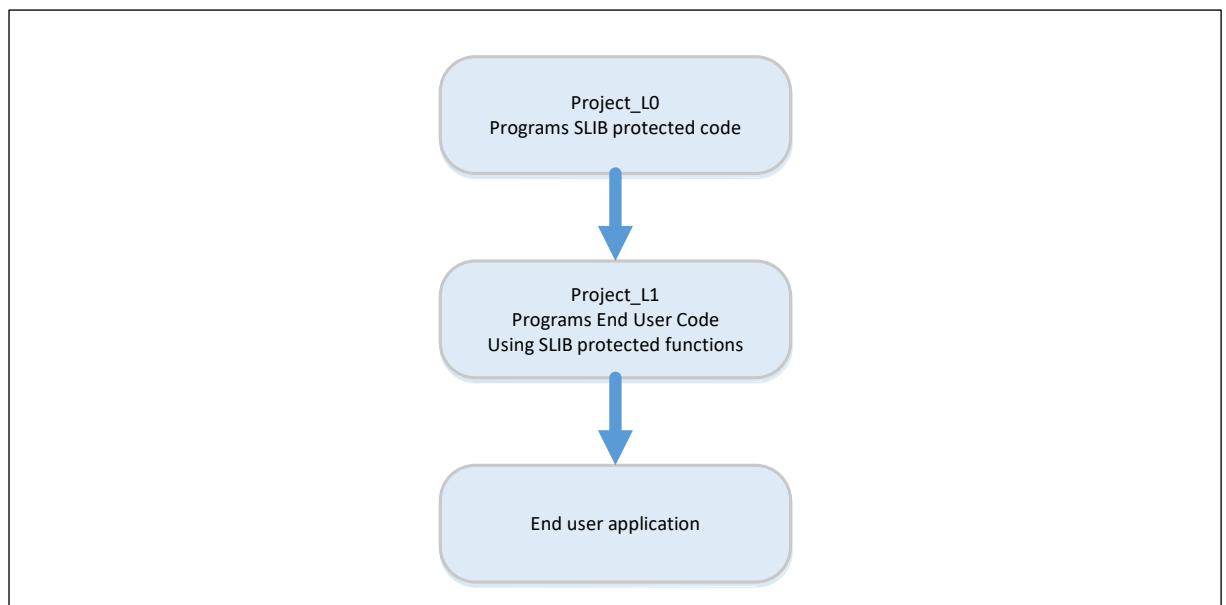 Project_L0
Programs SLIB protected code
Project_L1
Programs End User Code
Using SLIB protected functions
End user application